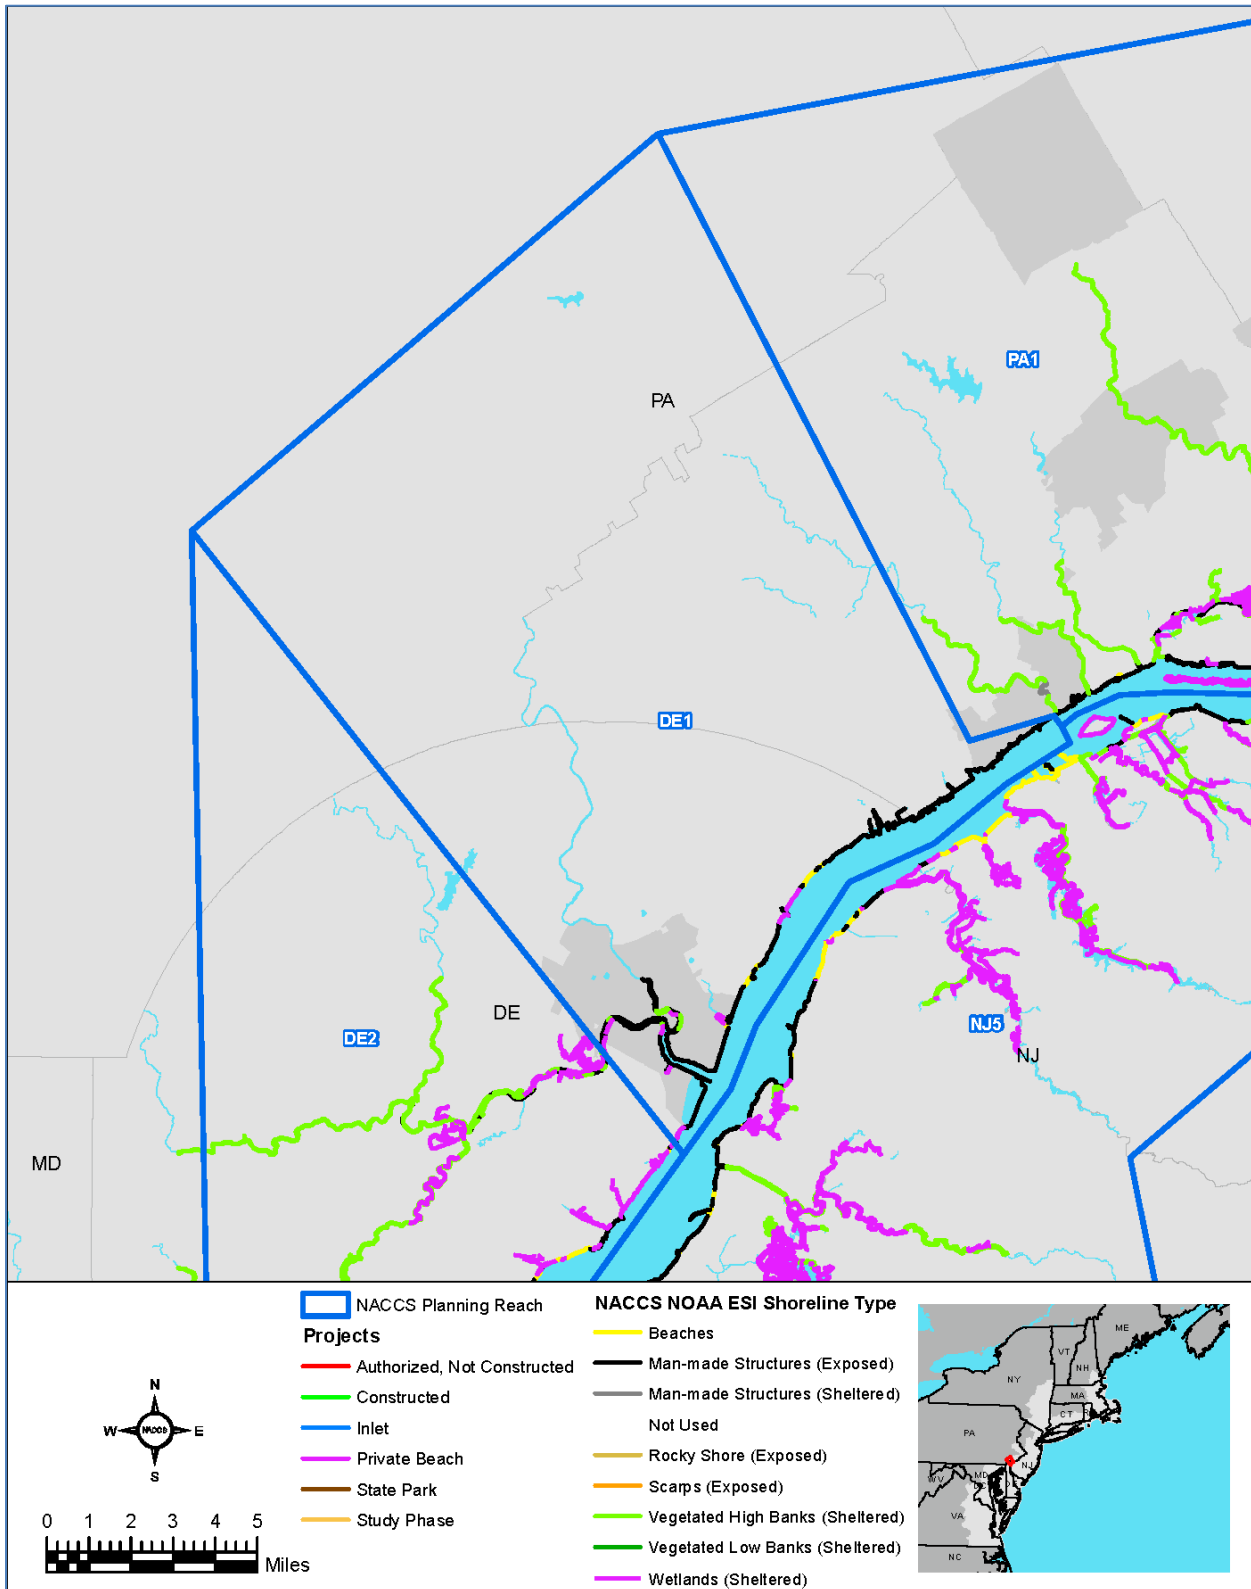 PA1
PA
DE1
DE
DE2
NJ5
NJ
MD
NACCS Planning Reach
Projects
Authorized, Not Constructed
Constructed
Inlet
Private Beach
State Park
Study Phase
NACCS NOAA ESI Shoreline Type
Beaches
Man-made Structures (Exposed)
Man-made Structures (Sheltered)
Not Used
Rocky Shore (Exposed)
Scarps (Exposed)
Vegetated High Banks (Sheltered)
Vegetated Low Banks (Sheltered)
Wetlands (Sheltered)
N
W NACCS E
S
0 1 2 3 4 5
Miles
ME
VT
NH
NY
MA
CT
PA
NJ
MD
WV
VA
NC